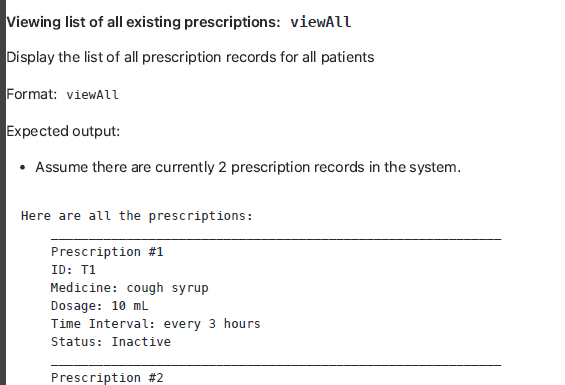 Viewing list of all existing prescriptions: viewAll
Display the list of all prescription records for all patients
Format: viewAll
Expected output:
• Assume there are currently 2 prescription records in the system.
Here are all the prescriptions:
____________________________________________________________
Prescription #1
ID: T1
Medicine: cough syrup
Dosage: 10 mL
Time Interval: every 3 hours
Status: Inactive
____________________________________________________________
Prescription #2